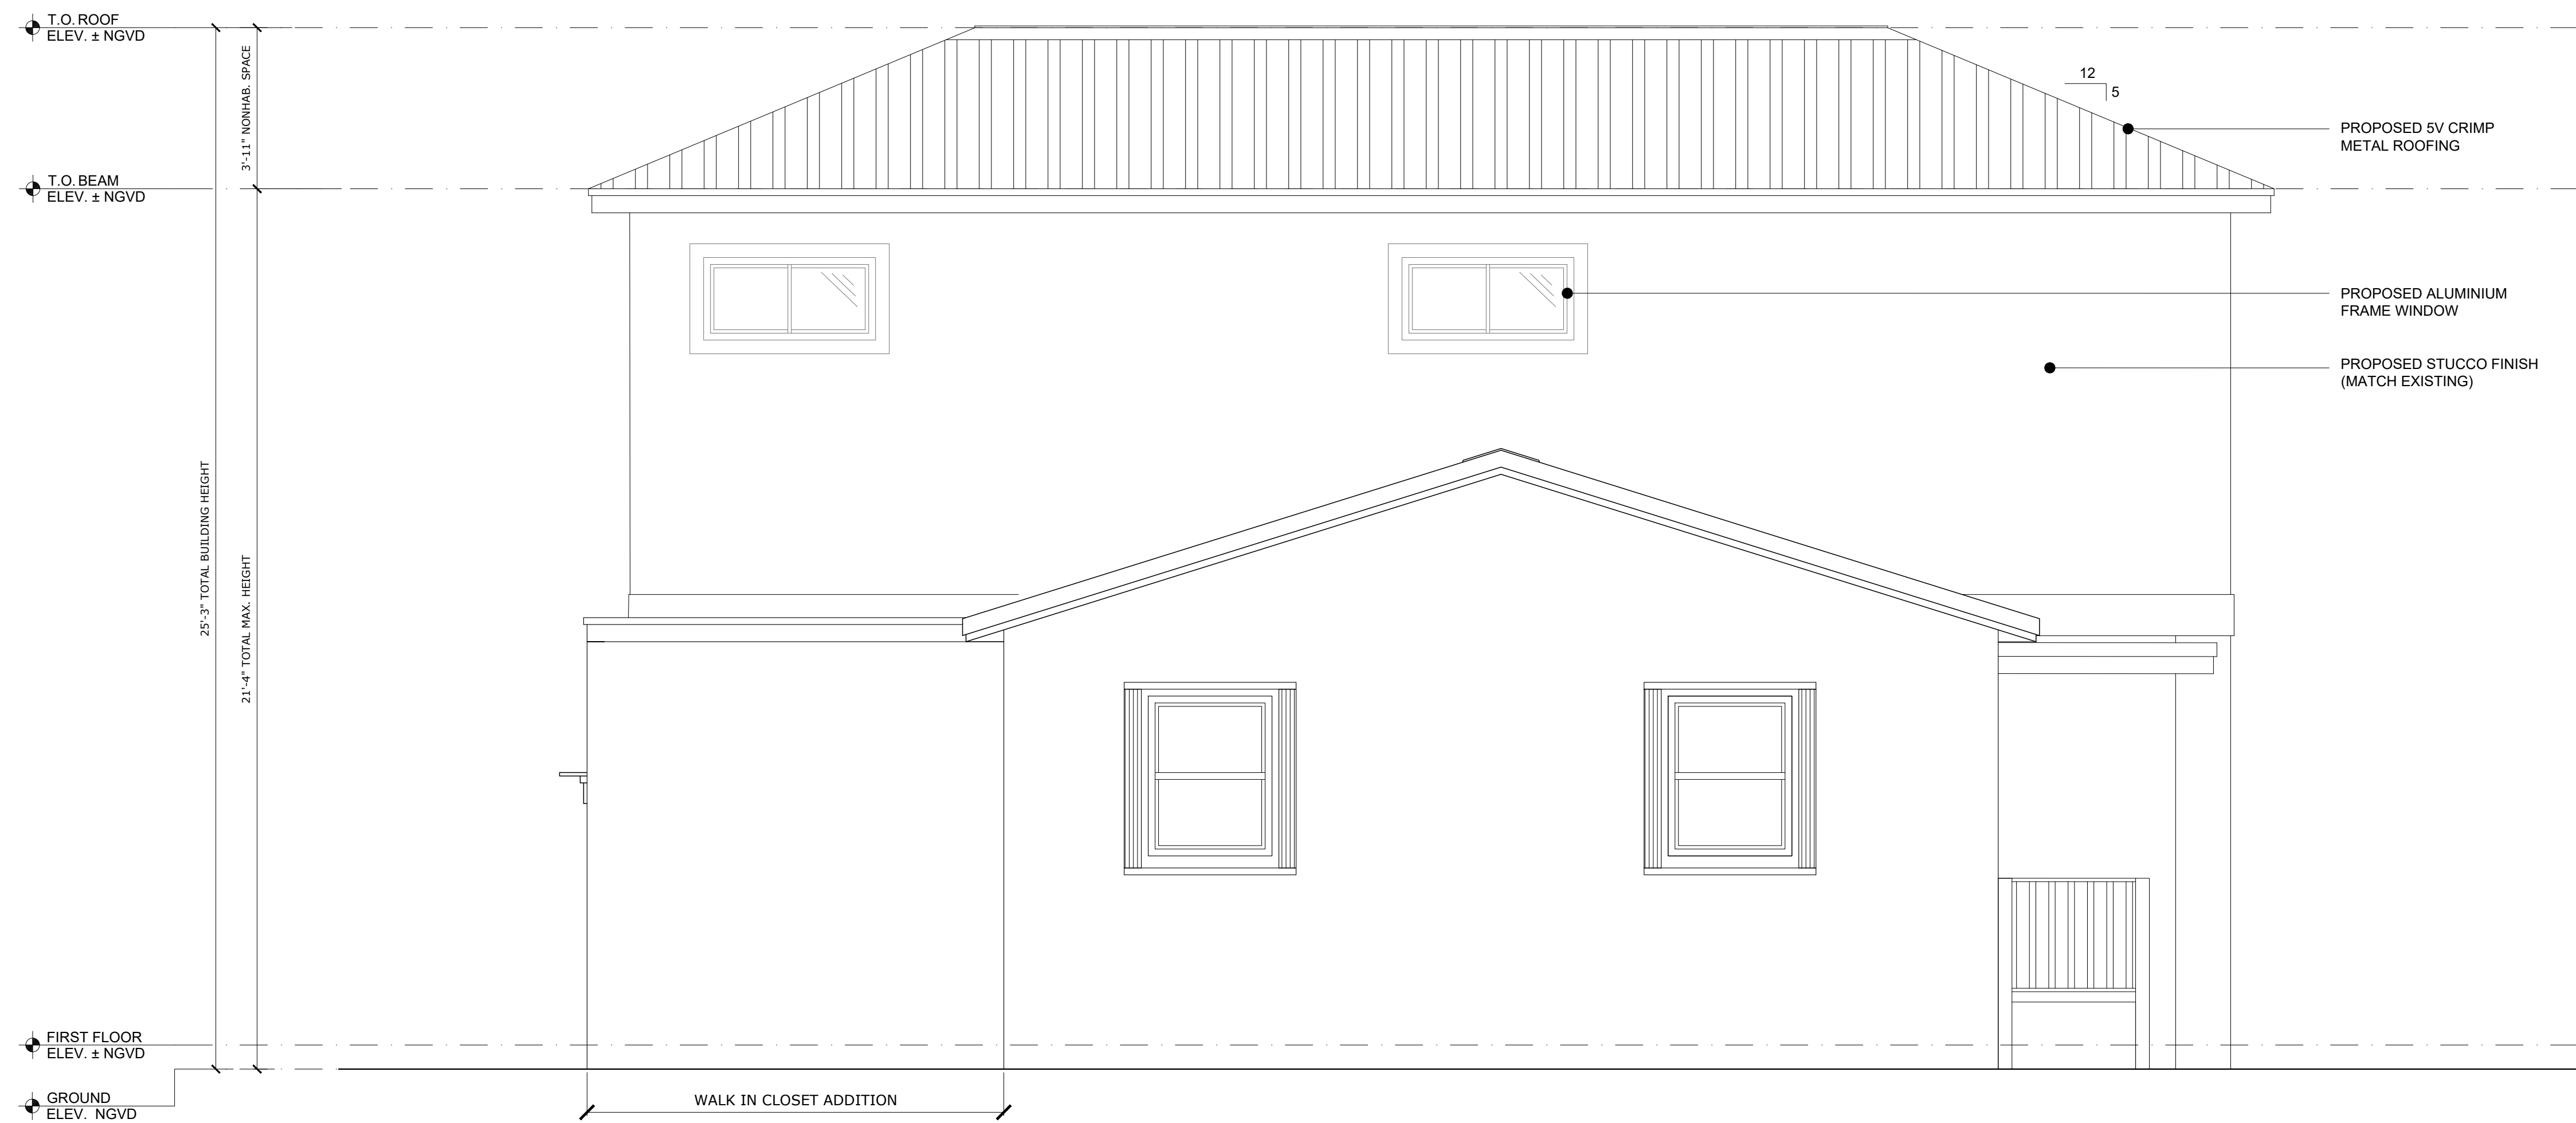 T.O. ROOF
ELEV. ± NGVD
3'-11" NONHAB. SPACE
12
5
PROPOSED 5V CRIMP
METAL ROOFING
T.O. BEAM
ELEV. ± NGVD
PROPOSED ALUMINIUM
FRAME WINDOW
PROPOSED STUCCO FINISH
(MATCH EXISTING)
25'-3" TOTAL BUILDING HEIGHT
21'-4" TOTAL MAX. HEIGHT
FIRST FLOOR
ELEV. ± NGVD
GROUND
ELEV. NGVD
WALK IN CLOSET ADDITION